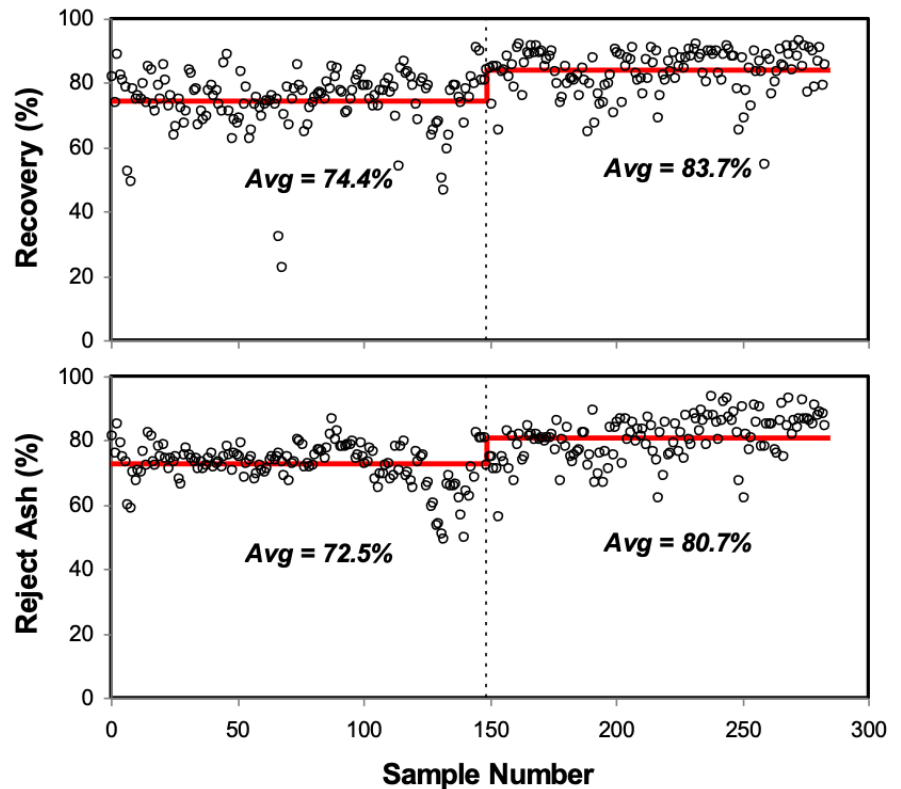 100
80
60
40
20
0
Recovery (%)
Avg = 74.4%
Avg = 83.7%
100
80
60
40
20
0
Reject Ash (%)
Avg = 72.5%
Avg = 80.7%
0 50 100 150 200 250 300
Sample Number